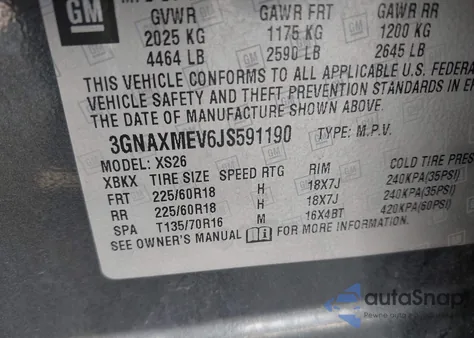 GM
GVWR GAWR FRT GAWR RR
2025 KG 1175 KG 1200 KG
4464 LB 2590 LB 2645 LB
THIS VEHICLE CONFORMS TO ALL APPLICABLE
VEHICLE SAFETY AND THEFT PREVENTION STANDARDS IN
THE DATE OF MANUFACTURE SHOWN ABOVE.
3GNAXMEV6JS591190 TYPE: M.P.V.
MODEL: XS26
XBKX TIRE SIZE SPEED RTG RIM COLD TIRE PRES
FRT 225/60R18 H 18X7J 240KPA(35PSI)
RR 225/60R18 H 18X7J 240KPA(35PSI)
SPA T135/70R16 M 16X4BT 420KPA(60PSI)
SEE OWNER'S MANUAL FOR MORE INFORMATION.
autoSnap